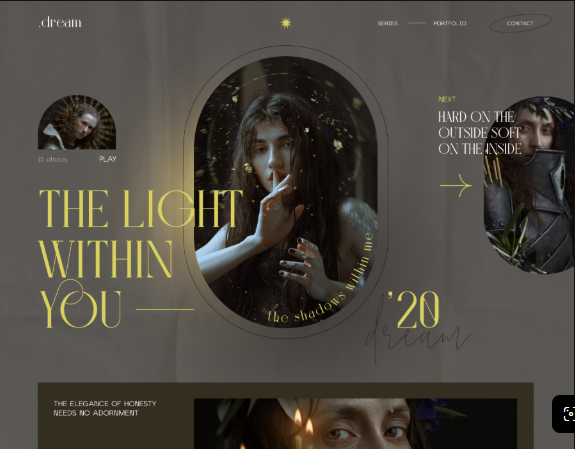 .dream
SERIES
PORTFOLIO
CONTACT
10 photos
PLAY
NEXT
HARD ON THE
OUTSIDE SOFT
ON THE INSIDE
THE LIGHT
WITHIN
YOU
the shadows within me
'20
dream
THE ELEGANCE OF HONESTY
NEEDS NO ADORNMENT